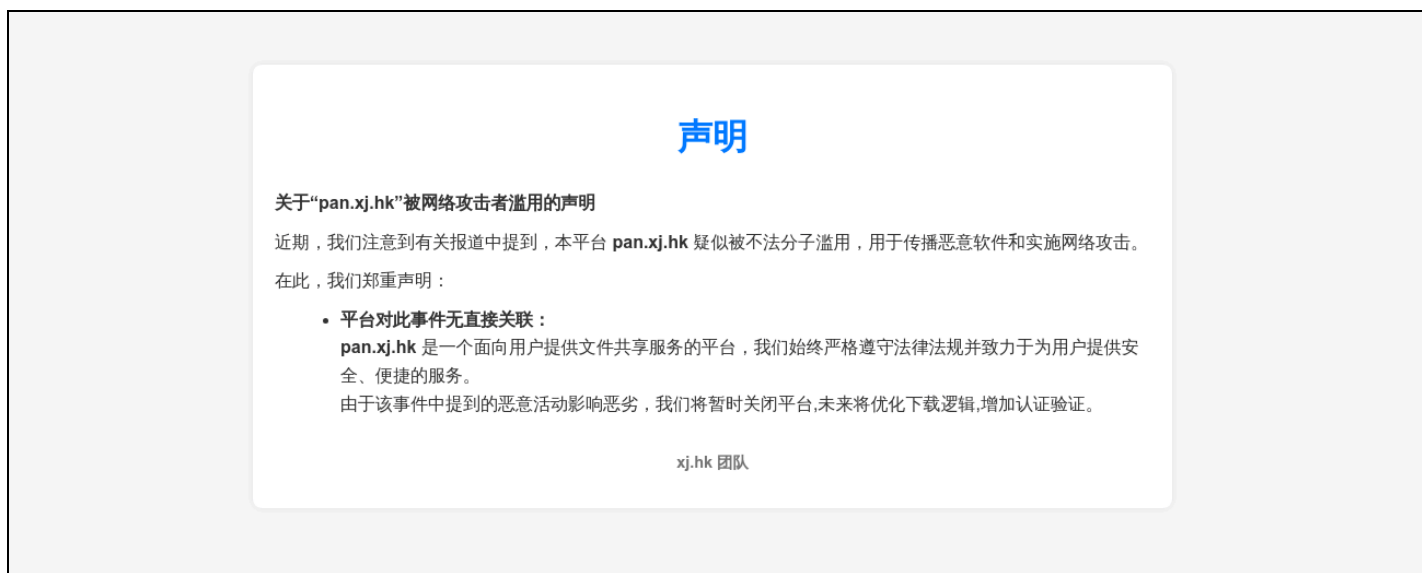 声明
关于“pan.xj.hk”被网络攻击者滥用的声明
近期，我们注意到有关报道中提到，本平台 pan.xj.hk 疑似被不法分子滥用，用于传播恶意软件和实施网络攻击。
在此，我们郑重声明：
• 平台对此事件无直接关联：
pan.xj.hk 是一个面向用户提供文件共享服务的平台，我们始终严格遵守法律法规并致力于为用户提供安
全、便捷的服务。
由于该事件中提到的恶意活动影响恶劣，我们将暂时关闭平台,未来将优化下载逻辑,增加认证验证。
xj.hk 团队